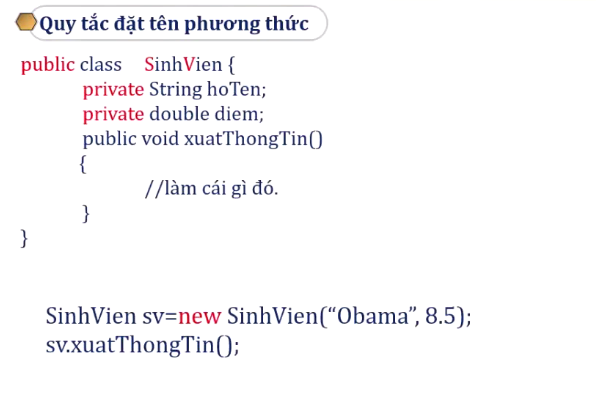 Quy tắc đặt tên phương thức
public class SinhVien {
private String hoTen;
private double diem;
public void xuatThongTin()
{
//làm cái gì đó.
}
}
SinhVien sv=new SinhVien(“Obama”, 8.5);
sv.xuatThongTin();